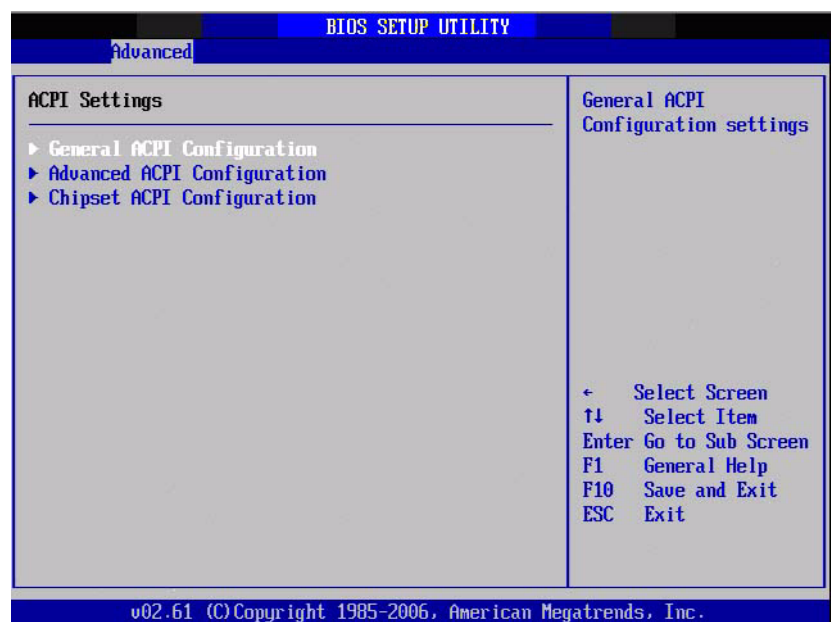 BIOS SETUP UTILITY
Advanced
ACPI Settings
▶ General ACPI Configuration
▶ Advanced ACPI Configuration
▶ Chipset ACPI Configuration
General ACPI
Configuration settings
← Select Screen
↑↓ Select Item
Enter Go to Sub Screen
F1 General Help
F10 Save and Exit
ESC Exit
v02.61 (C)Copyright 1985-2006, American Megatrends, Inc.